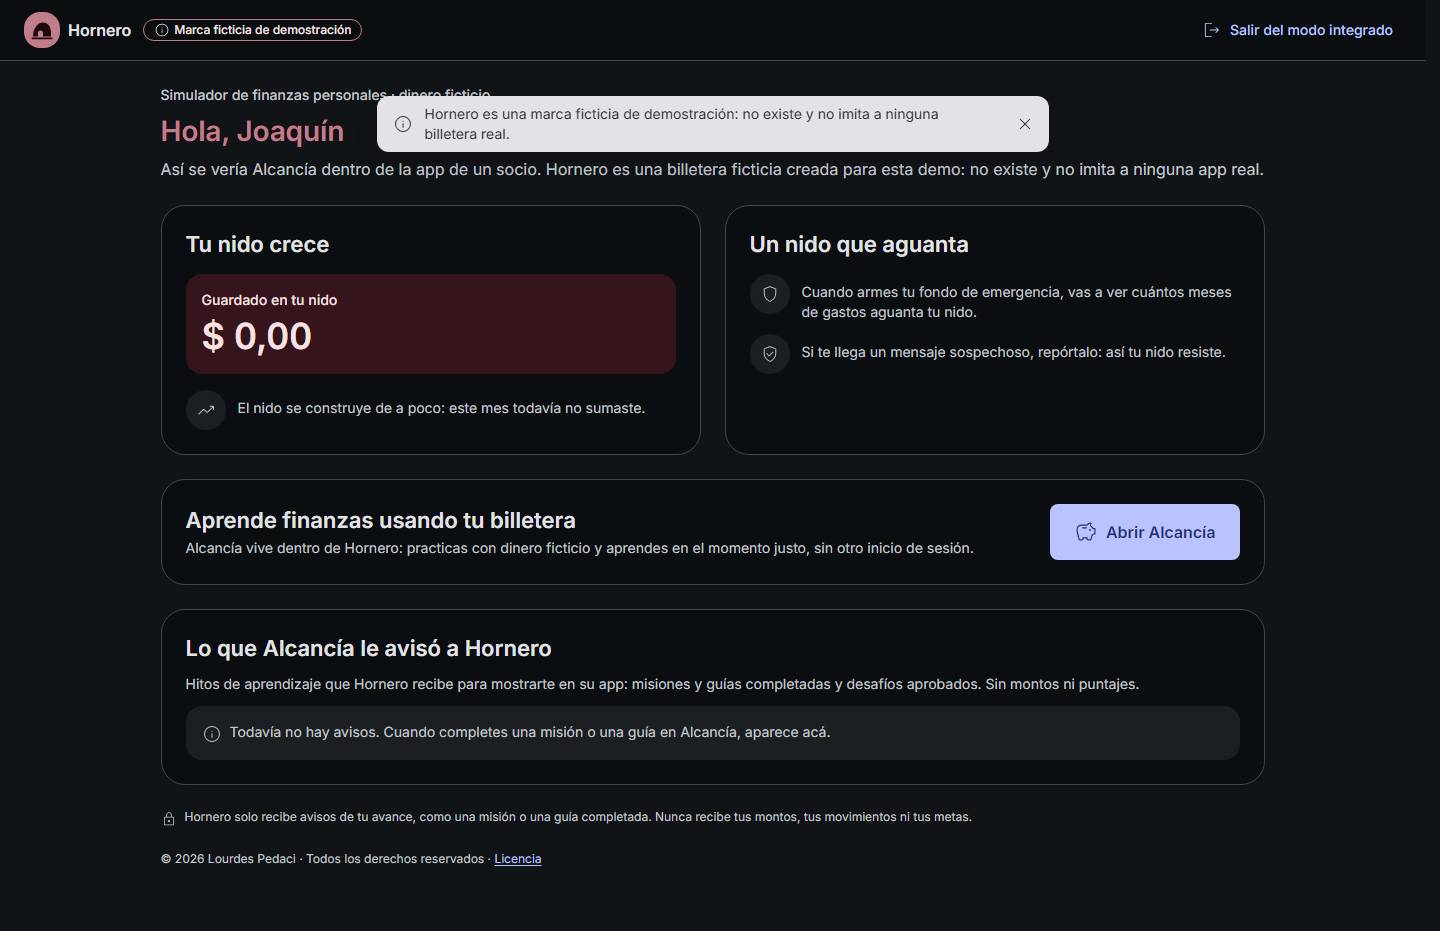 Hornero
Marca ficticia de demostración
Salir del modo integrado
Simulador de finanzas personales · dinero ficticio
Hornero es una marca ficticia de demostración: no existe y no imita a ninguna
billetera real.
Hola, Joaquín
Así se vería Alcancía dentro de la app de un socio. Hornero es una billetera ficticia creada para esta demo: no existe y no imita a ninguna app real.
Tu nido crece
Guardado en tu nido
$ 0,00
El nido se construye de a poco: este mes todavía no sumaste.
Un nido que aguanta
Cuando armes tu fondo de emergencia, vas a ver cuántos meses
de gastos aguanta tu nido.
Si te llega un mensaje sospechoso, repórtalo: así tu nido resiste.
Aprende finanzas usando tu billetera
Alcancía vive dentro de Hornero: practicas con dinero ficticio y aprendes en el momento justo, sin otro inicio de sesión.
Abrir Alcancía
Lo que Alcancía le avisó a Hornero
Hitos de aprendizaje que Hornero recibe para mostrarte en su app: misiones y guías completadas y desafíos aprobados. Sin montos ni puntajes.
Todavía no hay avisos. Cuando completes una misión o una guía en Alcancía, aparece acá.
Hornero solo recibe avisos de tu avance, como una misión o una guía completada. Nunca recibe tus montos, tus movimientos ni tus metas.
© 2026 Lourdes Pedaci · Todos los derechos reservados · Licencia